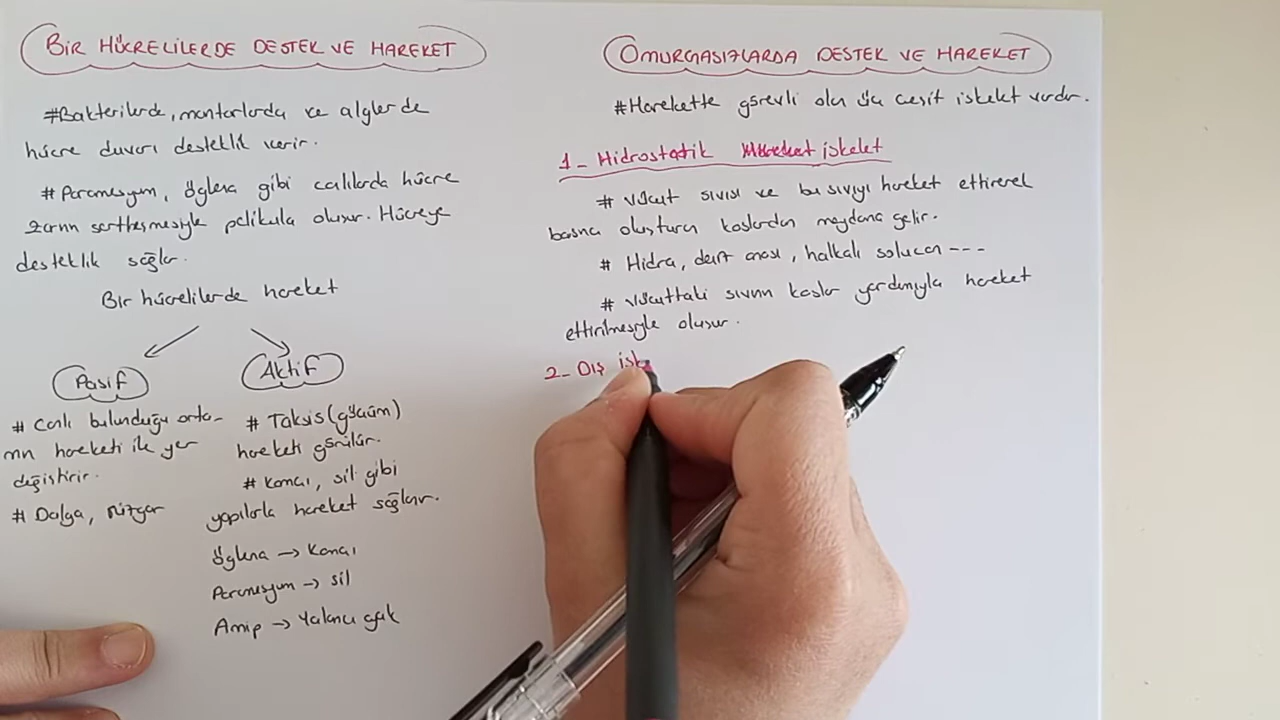 BİR HÜCRELİLERDE DESTEK VE HAREKET
#Bakterilerde, mantarlarda ve alglerde
hücre duvarı desteklik verir.
# Paramesyum, öglena gibi canlılarda hücre
zarının sertleşmesiyle pelikula oluşur. Hücreye
desteklik sağlar.
Bir hücrelilerde hareket
Pasif
# Canlı bulunduğu orta-
mın hareketi ile yer
değiştirir.
# Dalga, rüzgar
Aktif
# Taksis (göçüm)
hareketi görülür.
# Kamçı, sil gibi
yapılarla hareket sağlanır.
Öglena → Kamçı
Paramesyum → sil
Amip → Yalancı ayak
OMURGASIZLARDA DESTEK VE HAREKET
#Harekette görevli olan üç çeşit iskelet vardır.
1- Hidrostatik iskelet
# Vücut sıvısı ve bu sıvıyı hareket ettirerek
basınç oluşturan kaslardan meydana gelir.
# Hidra, deniz anası, halkalı solucan ---
# Vücuttaki sıvının kaslar yardımıyla hareket
ettirilmesiyle oluşur.
2- Dış isk